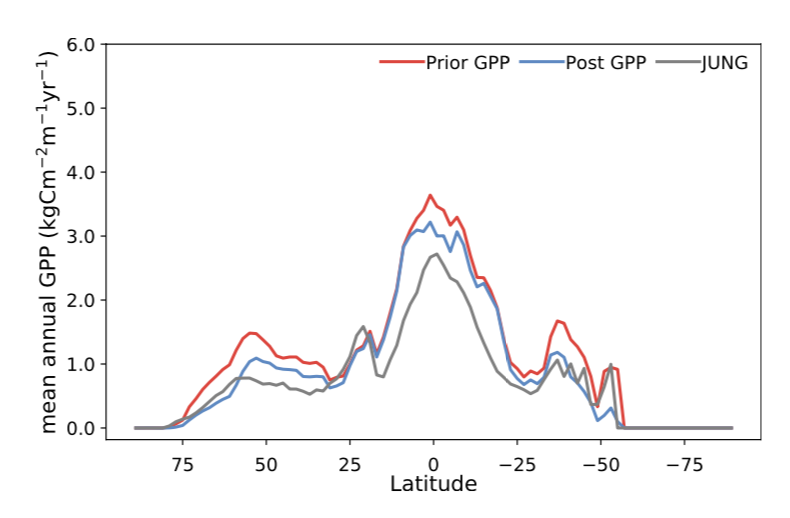 mean annual GPP (kgCm⁻²m⁻¹yr⁻¹)
6.0
5.0
4.0
3.0
2.0
1.0
0.0
Prior GPP Post GPP JUNG
75 50 25 0 −25 −50 −75
Latitude